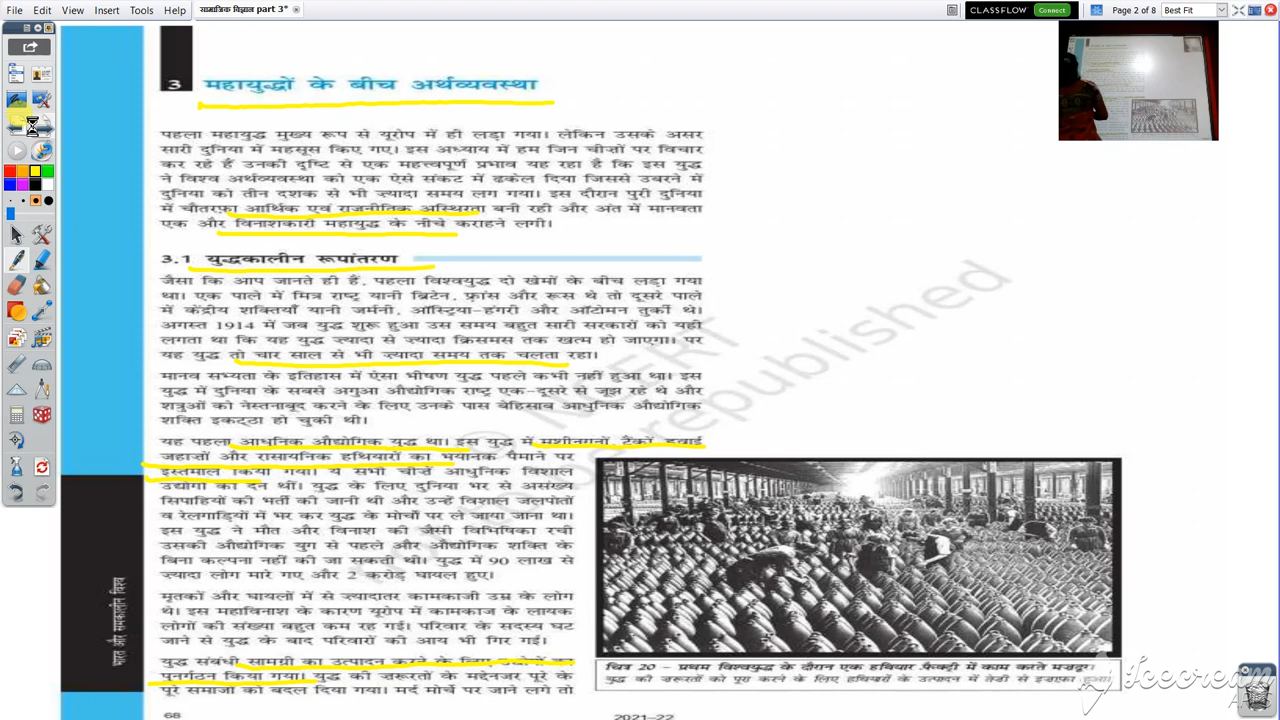 File Edit View Insert Tools Help सामाजिक विज्ञान part 3* CLASSFLOW Connect Page 2 of 8 Best Fit
3 महायुद्धों के बीच अर्थव्यवस्था
पहला महायुद्ध मुख्य रूप से यूरोप में ही लड़ा गया। लेकिन उसके असर
सारी दुनिया में महसूस किए गए। इस अध्याय में हम जिन चीज़ों पर विचार
कर रहे हैं उनकी दृष्टि से एक महत्त्वपूर्ण प्रभाव यह रहा है कि इस युद्ध
ने विश्व अर्थव्यवस्था को एक ऐसे संकट में ढकेल दिया जिससे उबरने में
दुनिया को तीन दशक से भी ज्यादा समय लग गया। इस दौरान पूरी दुनिया
में चौतरफ़ा आर्थिक एवं राजनीतिक अस्थिरता बनी रही और अंत में मानवता
एक और विनाशकारी महायुद्ध के नीचे कराहने लगी।
3.1 युद्धकालीन रूपांतरण
जैसा कि आप जानते ही हैं, पहला विश्वयुद्ध दो खेमों के बीच लड़ा गया
था। एक पाले में मित्र राष्ट्र यानी ब्रिटेन, फ़्रांस और रूस थे तो दूसरे पाले
में केंद्रीय शक्तियाँ यानी जर्मनी, ऑस्ट्रिया-हंगरी और ऑटोमन तुर्की थे।
अगस्त 1914 में जब युद्ध शुरू हुआ उस समय बहुत सारी सरकारों को यही
लगता था कि यह युद्ध ज्यादा से ज्यादा क्रिसमस तक खत्म हो जाएगा। पर
यह युद्ध तो चार साल से भी ज्यादा समय तक चलता रहा।
मानव सभ्यता के इतिहास में ऐसा भीषण युद्ध पहले कभी नहीं हुआ था। इस
युद्ध में दुनिया के सबसे अगुआ औद्योगिक राष्ट्र एक-दूसरे से जूझ रहे थे और
शत्रुओं को नेस्तनाबूद करने के लिए उनके पास बेहिसाब आधुनिक औद्योगिक
शक्ति इकट्ठा हो चुकी थी।
यह पहला आधुनिक औद्योगिक युद्ध था। इस युद्ध में मशीनगनों, टैंकों, हवाई
जहाज़ों और रासायनिक हथियारों का भयानक पैमाने पर
इस्तेमाल किया गया। ये सभी चीज़ें आधुनिक विशाल
उद्योगों की देन थीं। युद्ध के लिए दुनिया भर से असंख्य
सिपाहियों की भर्ती की जानी थी और उन्हें विशाल जलपोतों
व रेलगाड़ियों में भर कर युद्ध के मोर्चों पर ले जाया जाना था।
इस युद्ध ने मौत और विनाश की जैसी विभिषिका रची
उसकी औद्योगिक युग से पहले और औद्योगिक शक्ति के
बिना कल्पना नहीं की जा सकती थी। युद्ध में 90 लाख से
ज्यादा लोग मारे गए और 2 करोड़ घायल हुए।
मृतकों और घायलों में से ज्यादातर कामकाजी उम्र के लोग
थे। इस महाविनाश के कारण यूरोप में कामकाज के लायक
लोगों की संख्या बहुत कम रह गई। परिवार के सदस्य घट
जाने से युद्ध के बाद परिवारों की आय भी गिर गई।
युद्ध संबंधी सामग्री का उत्पादन करने के लिए उद्योगों का
पुनर्गठन किया गया। युद्ध की ज़रूरतों के मद्देनज़र पूरे के
पूरे समाजों को बदल दिया गया। मर्द मोर्चे पर जाने लगे तो
चित्र 20 – प्रथम विश्वयुद्ध के दौरान एक हथियार फ़ैक्ट्री में काम करते मज़दूर।
युद्ध की ज़रूरतों को पूरा करने के लिए हथियारों के उत्पादन में तेज़ी से इज़ाफ़ा हुआ।
भारत और समकालीन विश्व
68
2021–22